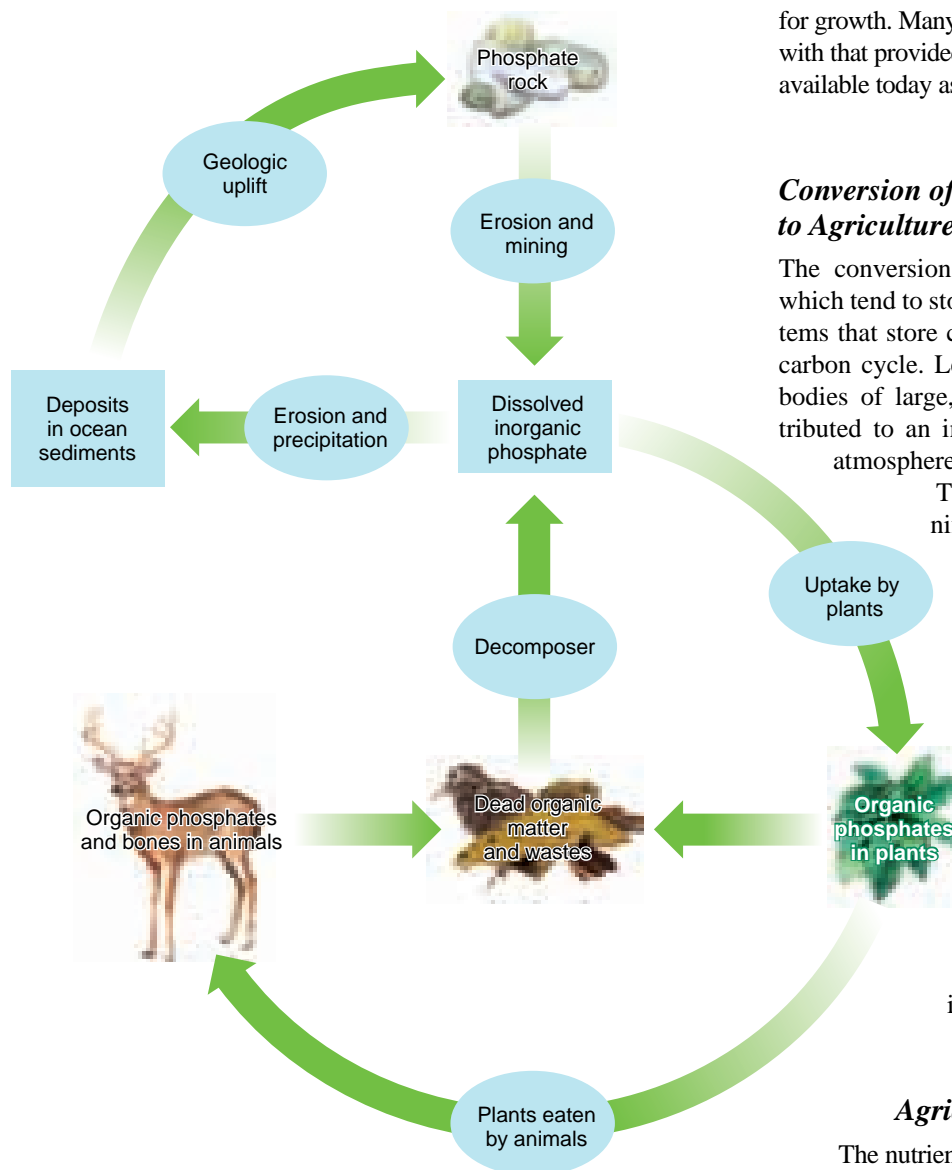 Phosphate
rock
Geologic
uplift
Erosion and
mining
Deposits
in ocean
sediments
Erosion and
precipitation
Dissolved
inorganic
phosphate
Uptake by
plants
Decomposer
Organic phosphates
and bones in animals
Dead organic
matter
and wastes
Organic
phosphates
in plants
Plants eaten
by animals
for growth. Many
with that provided
available today as
Conversion of
to Agriculture
The conversion
which tend to sto
tems that store c
carbon cycle. Le
bodies of large,
tributed to an in
atmosphere
T
ni
i
Agri
The nutrien